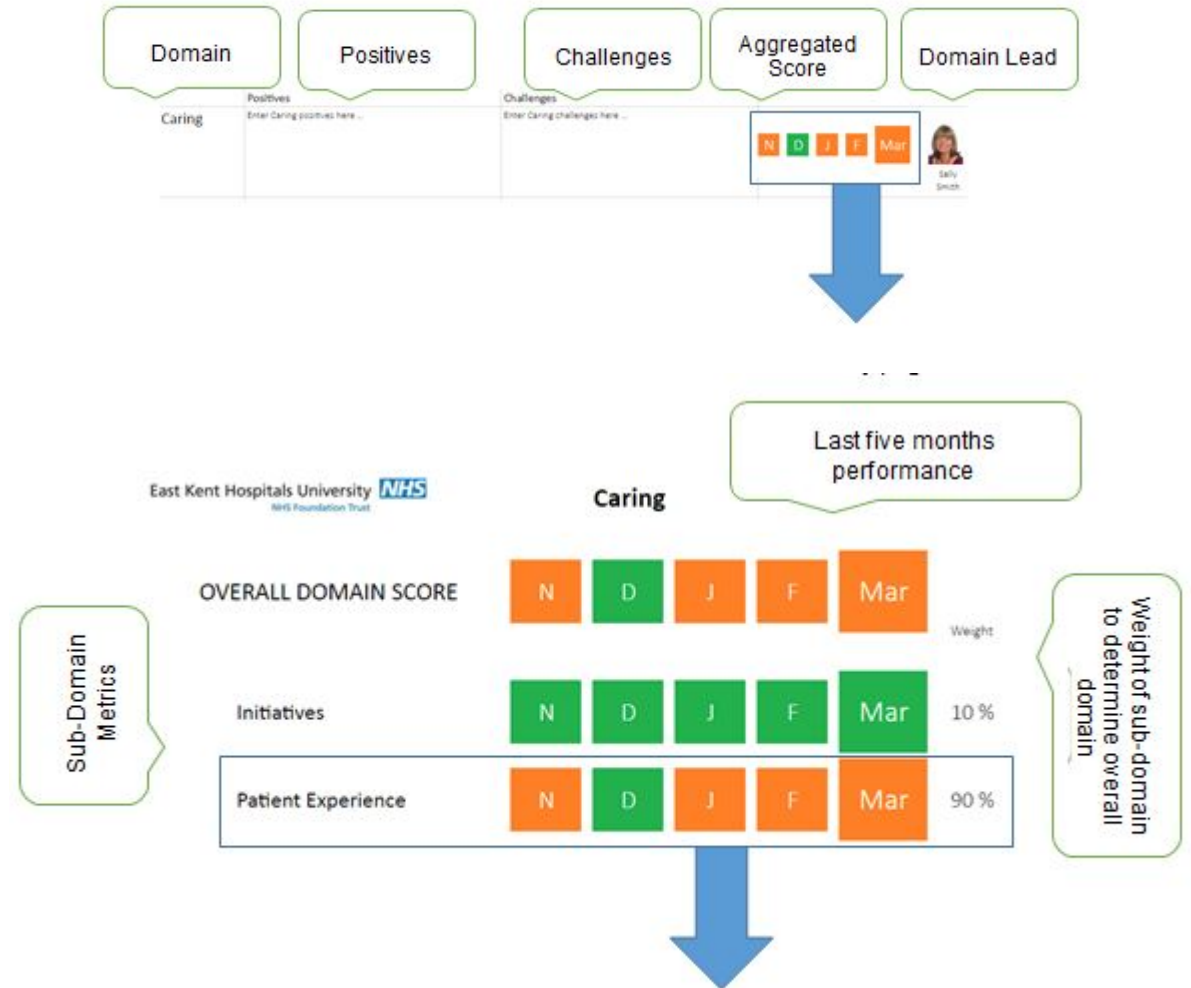 Domain
Positives
Challenges
Aggregated
Score
Domain Lead
Positives
Challenges
Caring
Enter Caring positives here ...
Enter Caring challenges here ...
N D J F Mar
Sally
Smith
Last five months
performance
East Kent Hospitals University NHS
NHS Foundation Trust
Caring
OVERALL DOMAIN SCORE
N D J F Mar
Weight
Sub-Domain
Metrics
Weight of sub-domain
to determine overall
domain
Initiatives
N D J F Mar 10 %
Patient Experience
N D J F Mar 90 %